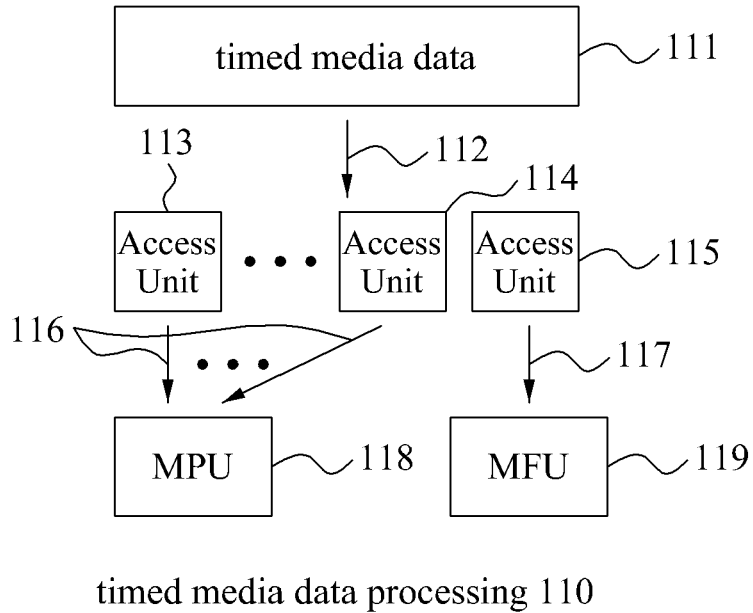 timed media data
111
112
113
114
Access
Unit
Access
Unit
Access
Unit
115
116
117
MPU
118
MFU
119
timed media data processing 110